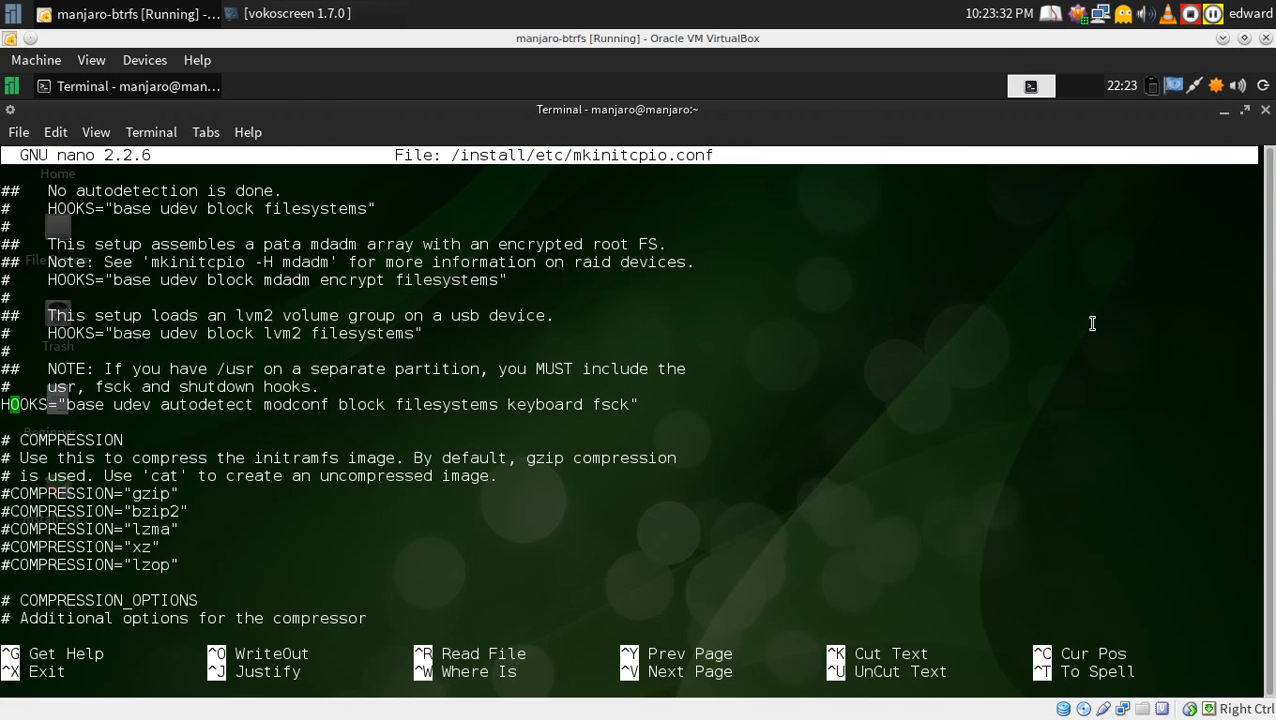 manjaro-btrfs [Running] -...
[vokoscreen 1.7.0]
10:23:32
edward
manjaro-btrfs [Running] - Oracle VM VirtualBox
Machine View Devices Help
Terminal - manjaro@man...
22:23
Terminal - manjaro@manjaro:~
File Edit View Terminal Tabs Help
GNU nano 2.2.6 File: /install/etc/mkinitcpio.conf
Home
## No autodetection is done.
# HOOKS="base udev block filesystems"
#
## This setup assembles a pata mdadm array with an encrypted root FS.
## Note: See 'mkinitcpio -H mdadm' for more information on raid devices.
# HOOKS="base udev block mdadm encrypt filesystems"
#
## This setup loads an lvm2 volume group on a usb device.
# HOOKS="base udev block lvm2 filesystems"
Trash
#
## NOTE: If you have /usr on a separate partition, you MUST include the
# usr, fsck and shutdown hooks.
HOOKS="base udev autodetect modconf block filesystems keyboard fsck"
Beginner
# COMPRESSION
# Use this to compress the initramfs image. By default, gzip compression
# is used. Use 'cat' to create an uncompressed image.
#COMPRESSION="gzip"
#COMPRESSION="bzip2"
#COMPRESSION="lzma"
#COMPRESSION="xz"
#COMPRESSION="lzop"
# COMPRESSION_OPTIONS
# Additional options for the compressor
^G Get Help ^O WriteOut ^R Read File ^Y Prev Page ^K Cut Text ^C Cur Pos
^X Exit ^J Justify ^W Where Is ^V Next Page ^U UnCut Text ^T To Spell
Right Ctrl